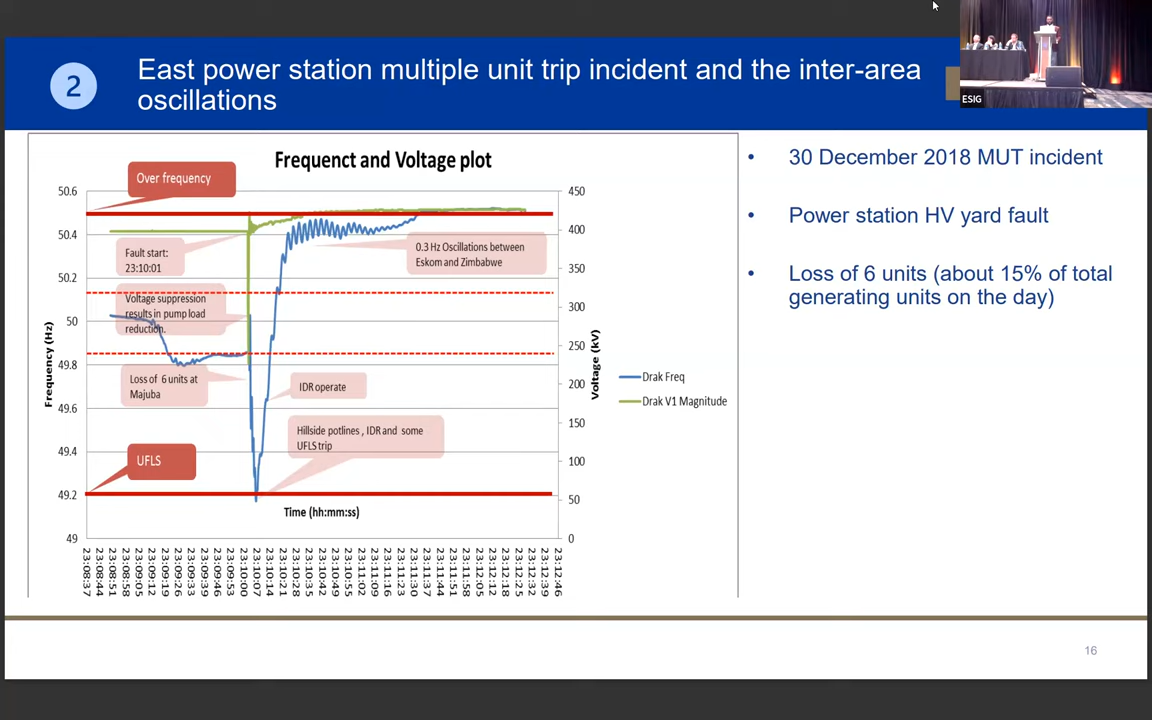 2
East power station multiple unit trip incident and the inter-area
oscillations
ESIG
Frequenct and Voltage plot
Over frequency
50.6
50.4
50.2
50
49.8
49.6
49.4
49.2
49
Frequency (Hz)
450
400
350
300
250
200
150
100
50
0
Voltage (kV)
Fault start:
23:10:01
Voltage suppression
results in pump load
reduction.
Loss of 6 units at
Majuba
UFLS
0.3 Hz Oscillations between
Eskom and Zimbabwe
IDR operate
Hillside potlines , IDR and some
UFLS trip
Drak Freq
Drak V1 Magnitude
Time (hh:mm:ss)
23:08:37
23:08:44
23:08:51
23:08:58
23:09:05
23:09:12
23:09:19
23:09:26
23:09:33
23:09:39
23:09:46
23:09:53
23:10:00
23:10:07
23:10:14
23:10:21
23:10:28
23:10:35
23:10:42
23:10:49
23:10:55
23:11:02
23:11:09
23:11:16
23:11:23
23:11:30
23:11:37
23:11:44
23:11:51
23:11:58
23:12:05
23:12:12
23:12:18
23:12:25
23:12:32
23:12:39
23:12:46
• 30 December 2018 MUT incident
• Power station HV yard fault
• Loss of 6 units (about 15% of total
generating units on the day)
16